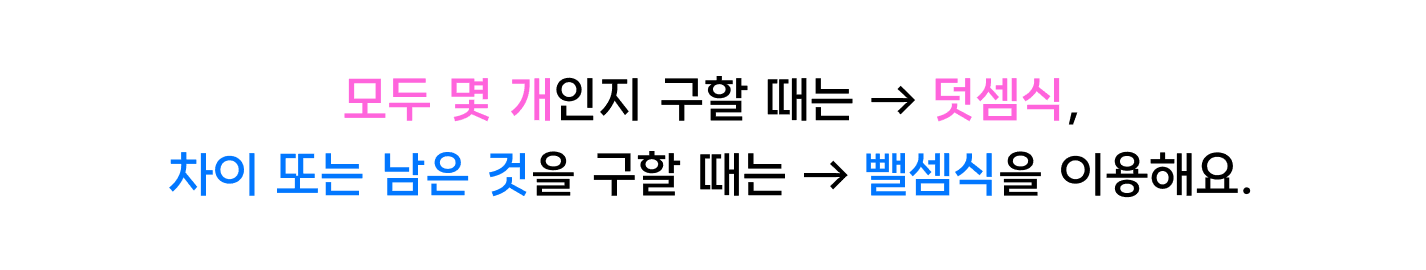 모두 몇 개인지 구할 때는 → 덧셈식,
차이 또는 남은 것을 구할 때는 → 뺄셈식을 이용해요.